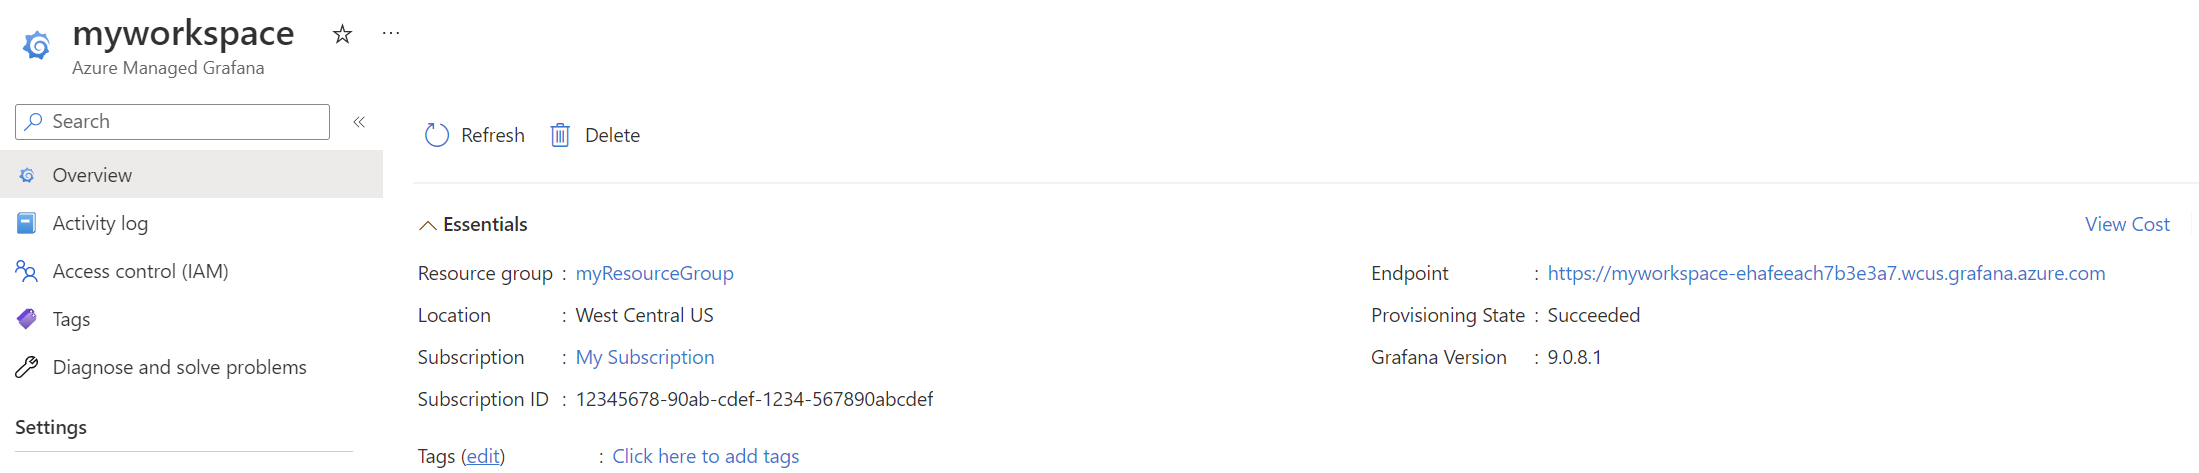 myworkspace
Azure Managed Grafana
Search
Refresh Delete
Overview
Activity log
Access control (IAM)
Tags
Diagnose and solve problems
Settings
Essentials
View Cost
Resource group : myResourceGroup
Location : West Central US
Subscription : My Subscription
Subscription ID : 12345678-90ab-cdef-1234-567890abcdef
Tags (edit) : Click here to add tags
Endpoint : https://myworkspace-ehafeeach7b3e3a7.wcus.grafana.azure.com
Provisioning State : Succeeded
Grafana Version : 9.0.8.1